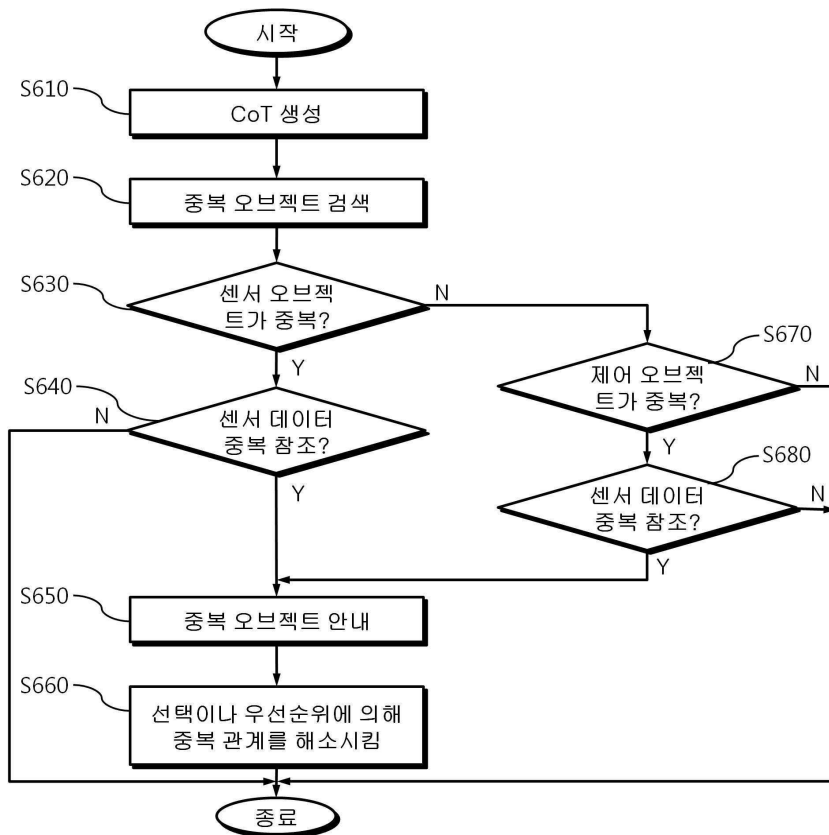 시작
S610
CoT 생성
S620
중복 오브젝트 검색
S630
센서 오브젝
트가 중복?
N
Y
S670
제어 오브젝
트가 중복?
N
Y
S640
N
센서 데이터
중복 참조?
Y
S680
센서 데이터
중복 참조?
N
Y
S650
중복 오브젝트 안내
S660
선택이나 우선순위에 의해
중복 관계를 해소시킴
종료